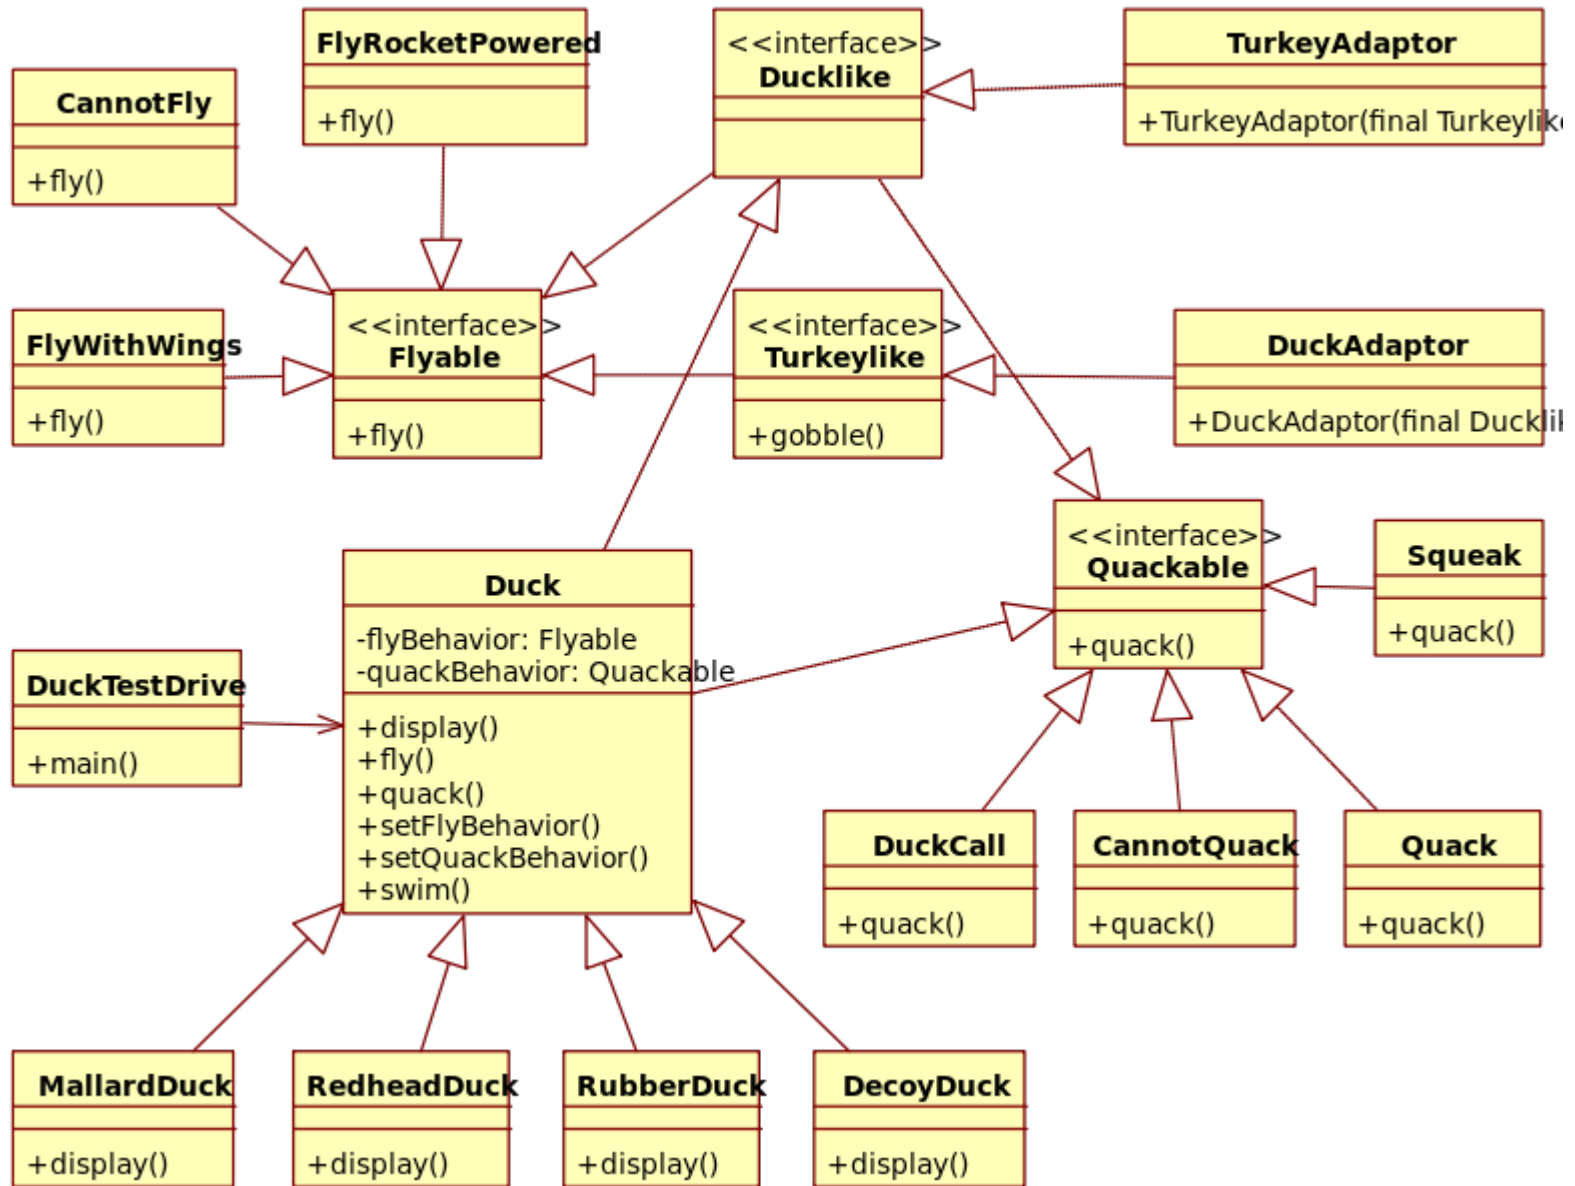 FlyRocketPowered
+fly()
<<interface>>
Ducklike
TurkeyAdaptor
+TurkeyAdaptor(final Turkeylike
CannotFly
+fly()
FlyWithWings
+fly()
<<interface>>
Flyable
+fly()
<<interface>>
Turkeylike
+gobble()
DuckAdaptor
+DuckAdaptor(final
<<interface>>
Quackable
+quack()
Squeak
+quack()
Duck
-flyBehavior: Flyable
-quackBehavior: Quackable
+display()
+fly()
+quack()
+setFlyBehavior()
+setQuackBehavior()
+swim()
DuckTestDrive
+main()
DuckCall
+quack()
CannotQuack
+quack()
Quack
+quack()
MallardDuck
+display()
RedheadDuck
+display()
RubberDuck
+display()
DecoyDuck
+display()